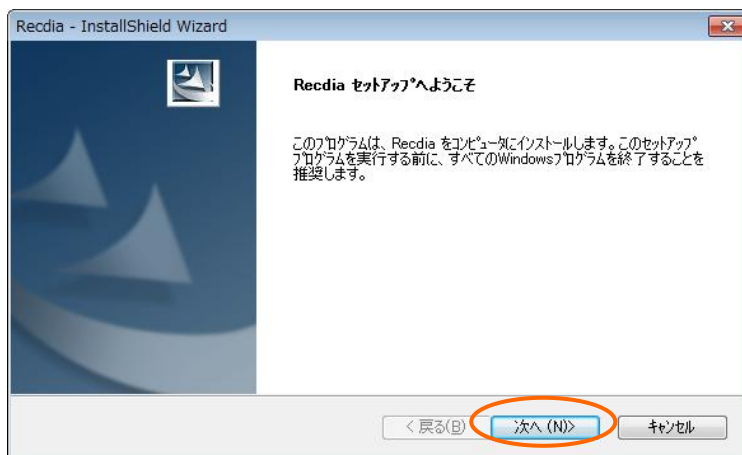 Recdia - InstallShield Wizard
Recdia ｾｯﾄｱｯﾌﾟへようこそ
このﾌﾟﾛｸﾞﾗﾑは、Recdia をｺﾝﾋﾟｭｰﾀにｲﾝｽﾄｰﾙします。このｾｯﾄｱｯﾌﾟ
ﾌﾟﾛｸﾞﾗﾑを実行する前に、すべてのWindowsﾌﾟﾛｸﾞﾗﾑを終了することを
推奨します。
< 戻る(B)
次へ (N)>
ｷｬﾝｾﾙ